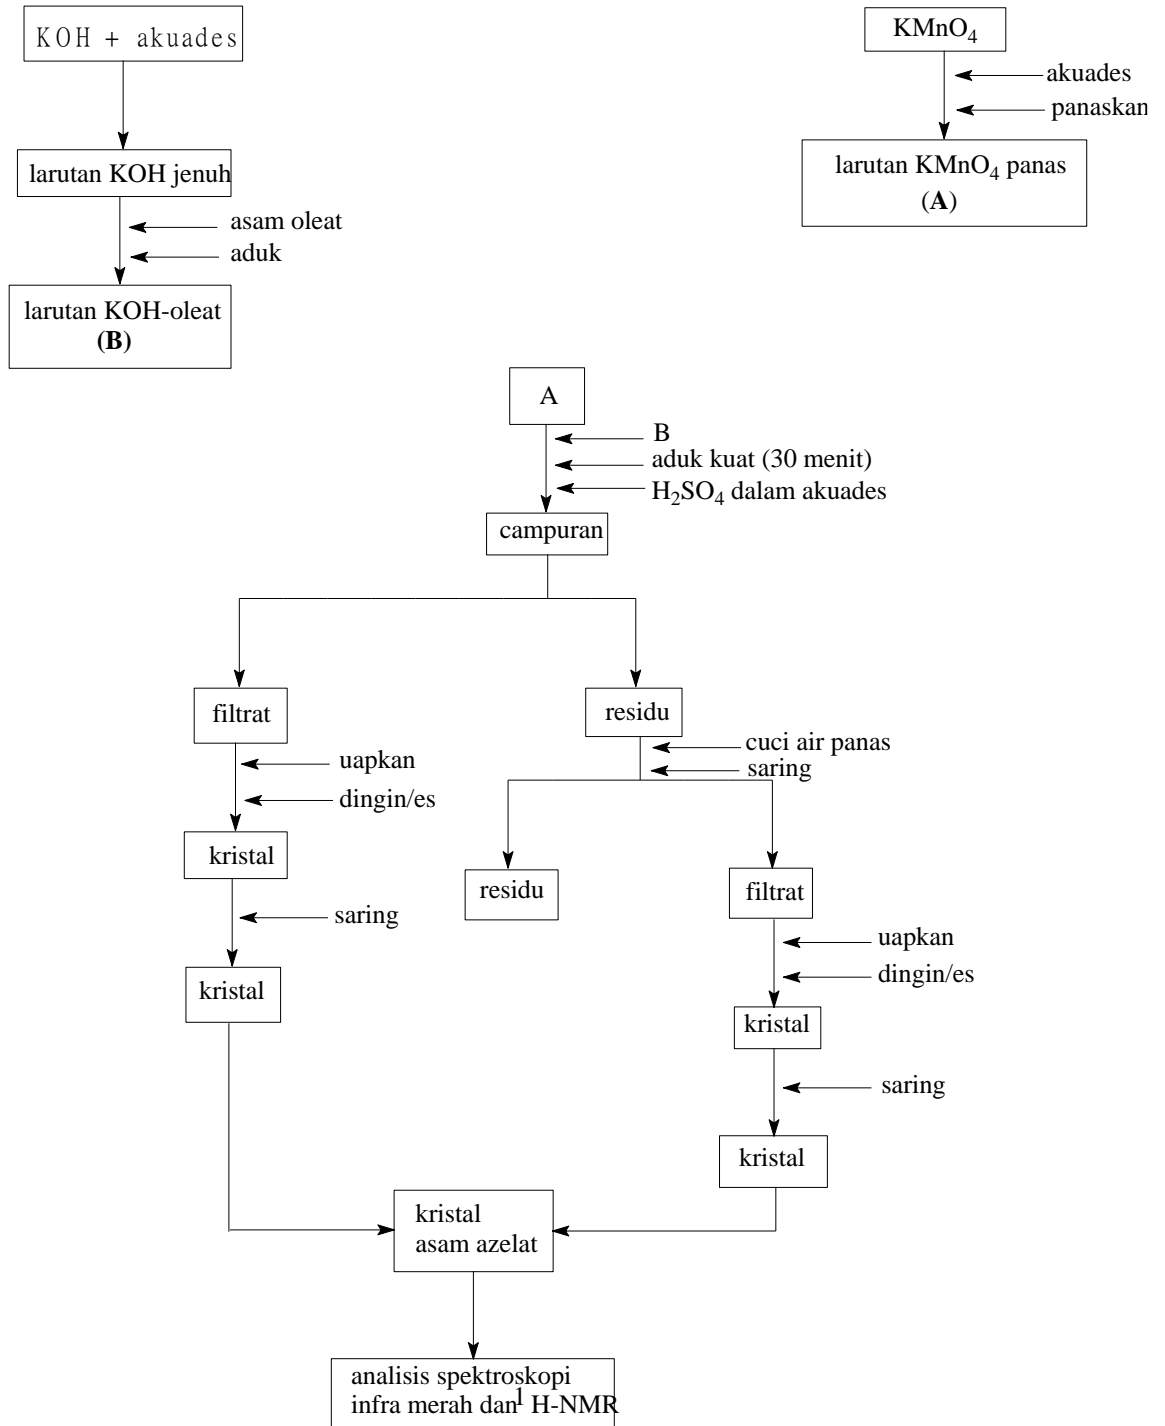 KOH + akuades
larutan KOH jenuh
asam oleat
aduk
larutan KOH-oleat
(B)
KMnO4
akuades
panaskan
larutan KMnO4 panas
(A)
A
B
aduk kuat (30 menit)
H2SO4 dalam akuades
campuran
filtrat
uapkan
dingin/es
kristal
saring
kristal
residu
cuci air panas
saring
residu
filtrat
uapkan
dingin/es
kristal
saring
kristal
kristal
asam azelat
analisis spektroskopi
infra merah dan 1 H-NMR